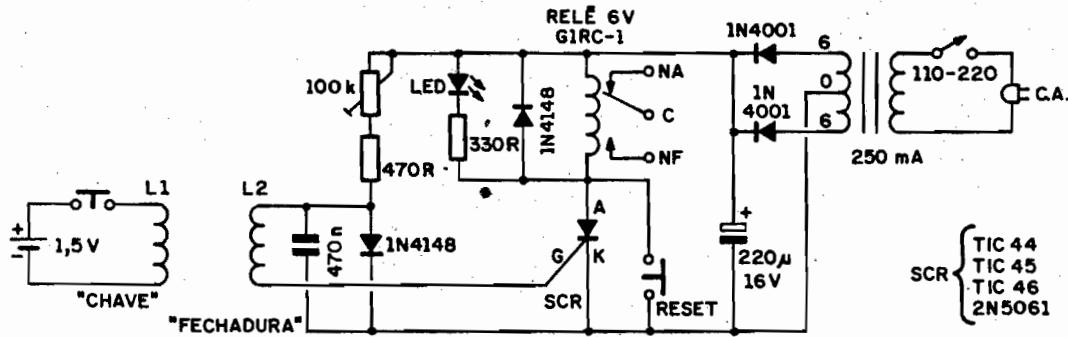 RELÉ 6V
G1RC-1
1N4001
6
0
6
110-220
C.A.
100k
LED
1N4148
NA
C
NF
1N
4001
330R
250 mA
470R
L1
L2
+
1,5 V
-
470n
1N4148
A
G
K
SCR
RESET
+
220µ
16V
SCR
TIC 44
TIC 45
TIC 46
2N5061
"CHAVE"
"FECHADURA"